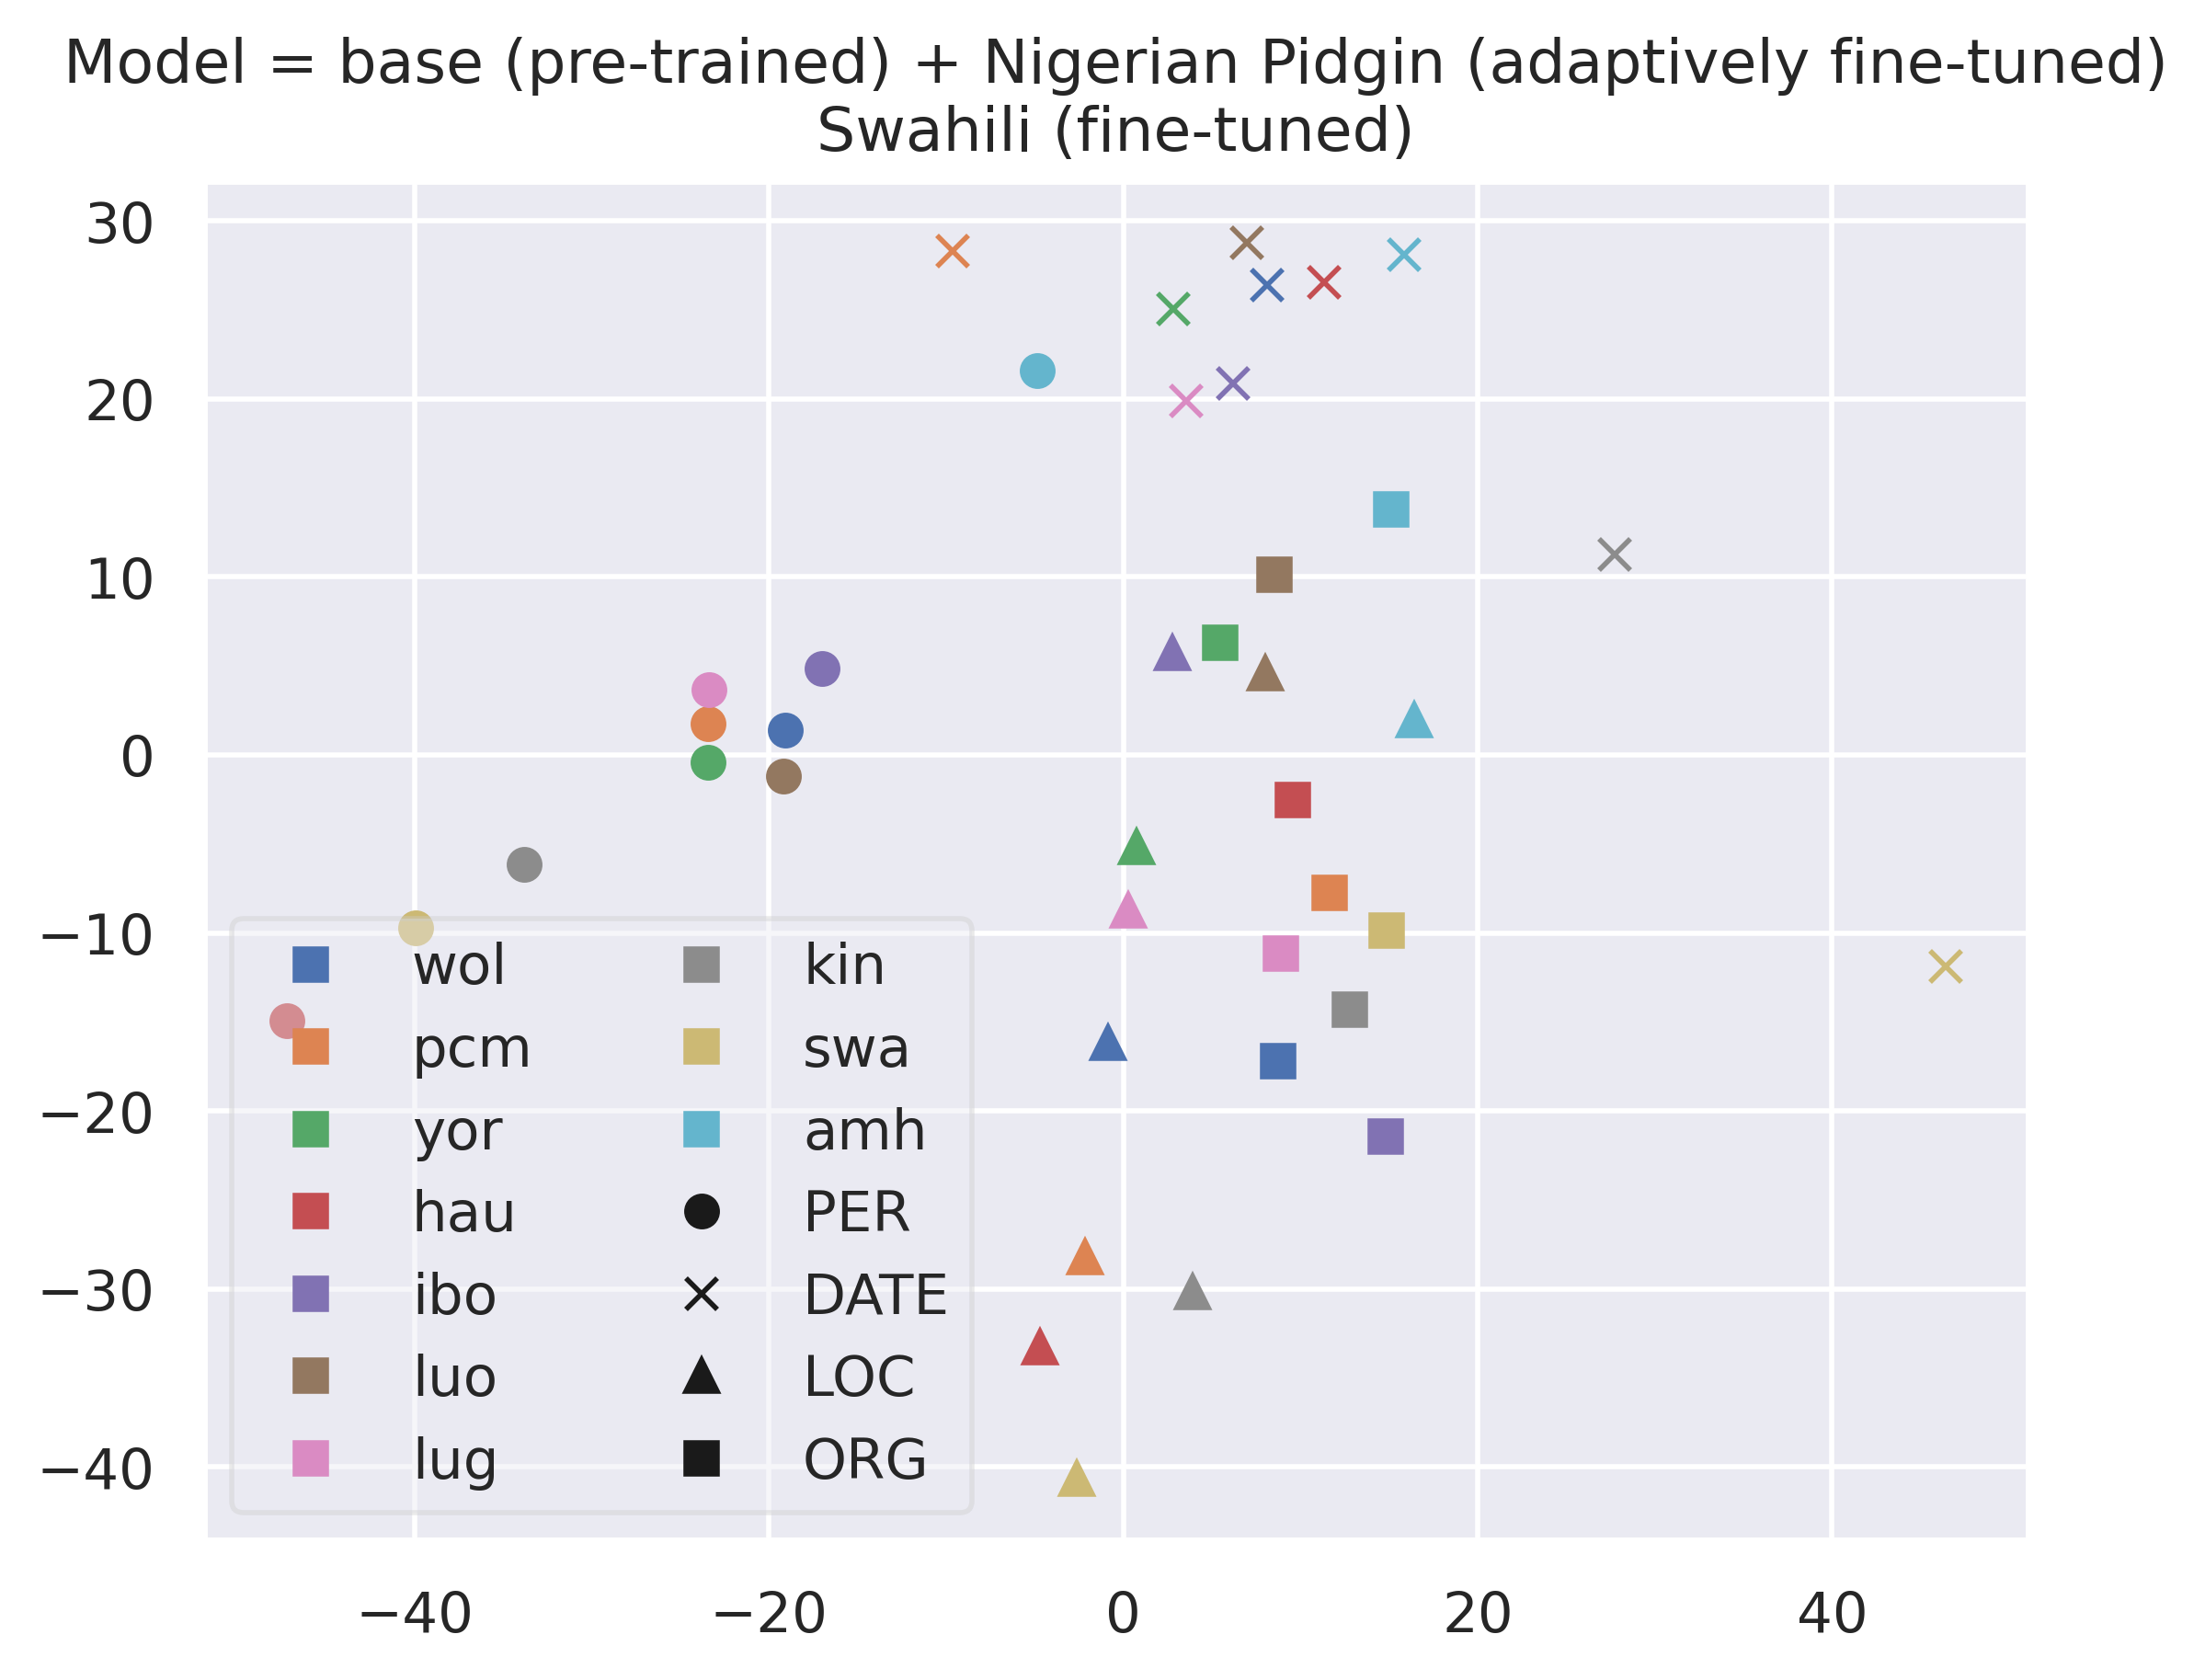 Model = base (pre-trained) + Nigerian Pidgin (adaptively fine-tuned)
Swahili (fine-tuned)
30
20
10
0
−10
−20
−30
−40
wol
pcm
yor
hau
ibo
luo
lug
kin
swa
amh
PER
DATE
LOC
ORG
−40
−20
0
20
40